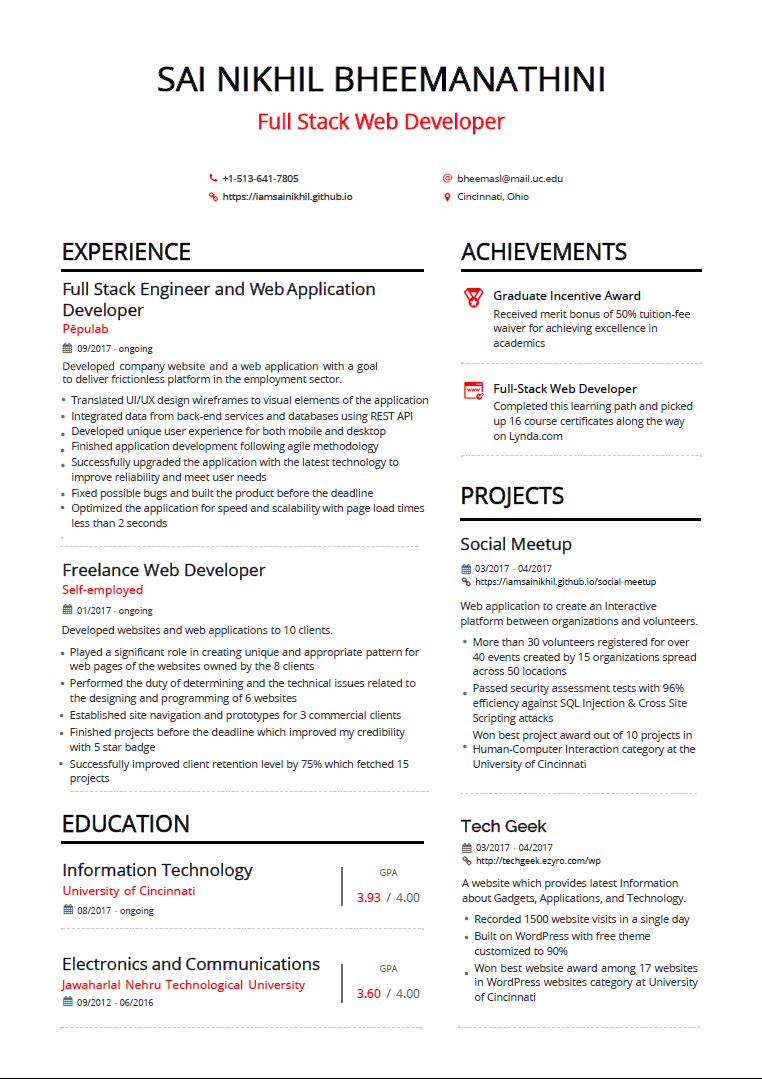 SAI NIKHIL BHEEMANATHINI
Full Stack Web Developer
+1-513-641-7805
bheemasl@mail.uc.edu
https://iamsainikhil.github.io
Cincinnati, Ohio
EXPERIENCE
Full Stack Engineer and Web Application
Developer
Pēpulab
09/2017 - ongoing
Developed company website and a web application with a goal
to deliver frictionless platform in the employment sector.
• Translated UI/UX design wireframes to visual elements of the application
• Integrated data from back-end services and databases using REST API
• Developed unique user experience for both mobile and desktop
• Finished application development following agile methodology
• Successfully upgraded the application with the latest technology to
improve reliability and meet user needs
• Fixed possible bugs and built the product before the deadline
• Optimized the application for speed and scalability with page load times
less than 2 seconds
Freelance Web Developer
Self-employed
01/2017 - ongoing
Developed websites and web applications to 10 clients.
• Played a significant role in creating unique and appropriate pattern for
web pages of the websites owned by the 8 clients
• Performed the duty of determining and the technical issues related to
the designing and programming of 6 websites
• Established site navigation and prototypes for 3 commercial clients
• Finished projects before the deadline which improved my credibility
with 5 star badge
• Successfully improved client retention level by 75% which fetched 15
projects
EDUCATION
Information Technology
University of Cincinnati
08/2017 - ongoing
GPA
3.93 / 4.00
Electronics and Communications
Jawaharlal Nehru Technological University
09/2012 - 06/2016
GPA
3.60 / 4.00
ACHIEVEMENTS
Graduate Incentive Award
Received merit bonus of 50% tuition-fee
waiver for achieving excellence in
academics
WWW
Full-Stack Web Developer
Completed this learning path and picked
up 16 course certificates along the way
on Lynda.com
PROJECTS
Social Meetup
03/2017 - 04/2017
https://iamsainikhil.github.io/social-meetup
Web application to create an Interactive
platform between organizations and volunteers.
• More than 30 volunteers registered for over
40 events created by 15 organizations spread
across 50 locations
• Passed security assessment tests with 96%
efficiency against SQL Injection & Cross Site
Scripting attacks
• Won best project award out of 10 projects in
Human-Computer Interaction category at the
University of Cincinnati
Tech Geek
03/2017 - 04/2017
http://techgeek.ezyro.com/wp
A website which provides latest Information
about Gadgets, Applications, and Technology.
• Recorded 1500 website visits in a single day
• Built on WordPress with free theme
customized to 90%
• Won best website award among 17 websites
in WordPress websites category at University
of Cincinnati